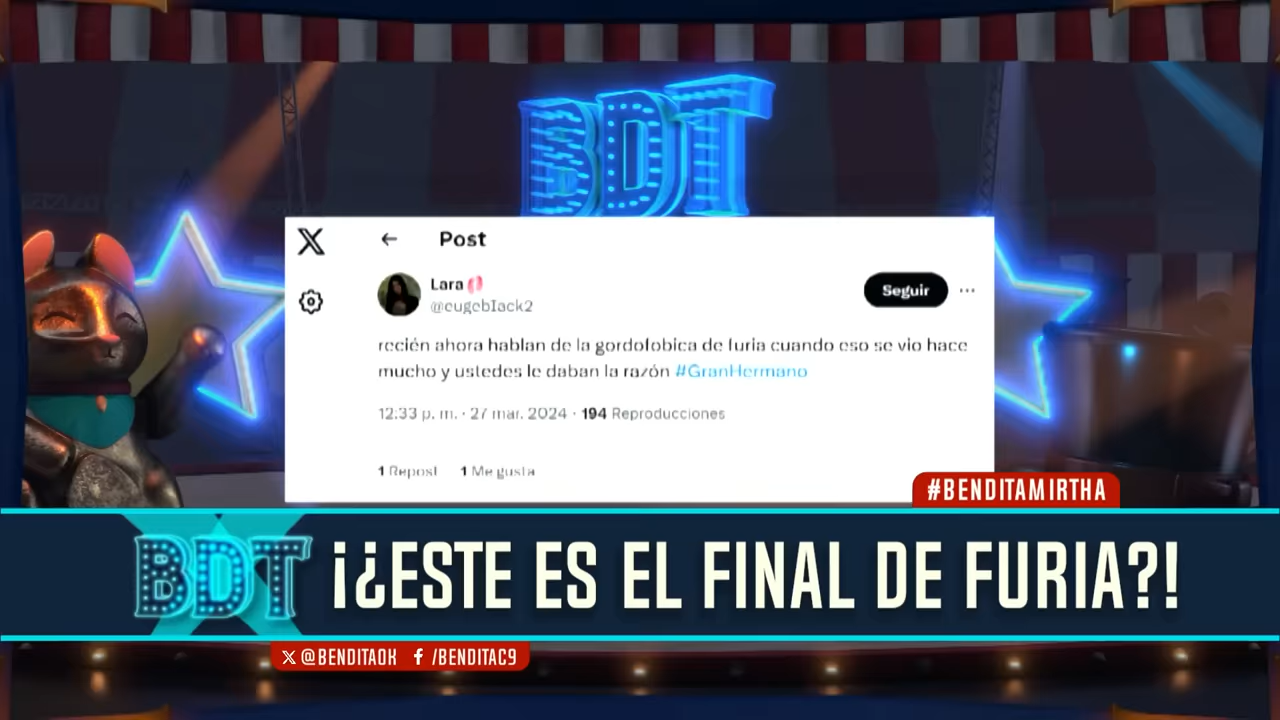 BDT
X
Post
Lara
@eugebIack2
Seguir
recién ahora hablan de la gordofobica de furia cuando eso se vio hace
mucho y ustedes le daban la razón #GranHermano
12:33 p. m. · 27 mar. 2024 · 194 Reproducciones
1 Repost 1 Me gusta
#BENDITAMIRTHA
BDT
¡¿ESTE ES EL FINAL DE FURIA?!
X @BENDITAOK f /BENDITAC9